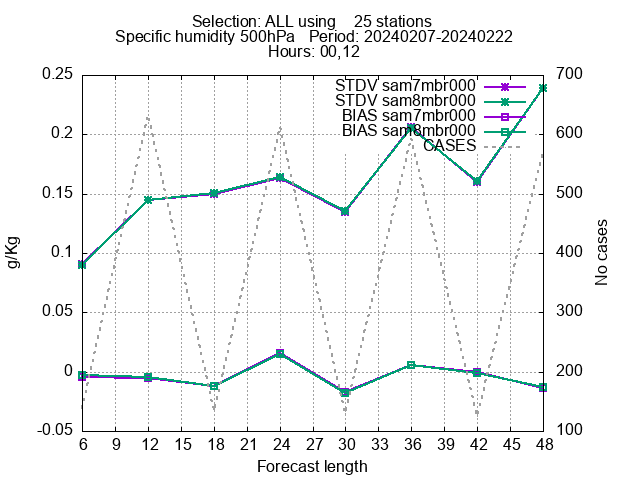 Selection: ALL using    25 stations
Specific humidity 500hPa   Period: 20240207-20240222
Hours: 00,12
STDV sam7mbr000
STDV sam8mbr000
BIAS sam7mbr000
BIAS sam8mbr000
CASES
0.25
0.2
0.15
0.1
0.05
0
-0.05
g/Kg
700
600
500
400
300
200
100
No cases
6 9 12 15 18 21 24 27 30 33 36 39 42 45 48
Forecast length